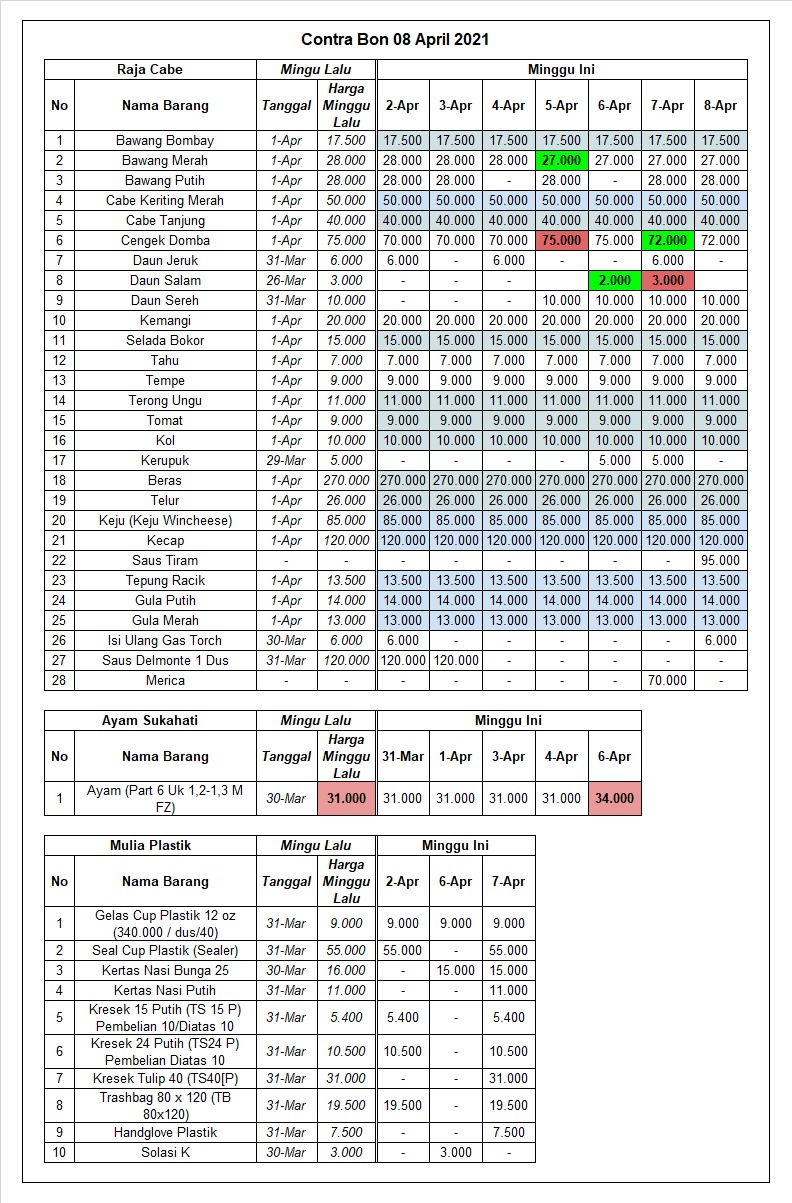 Contra Bon 08 April 2021
Raja Cabe Mingu Lalu Minggu Ini
No Nama Barang Tanggal Harga Minggu Lalu 2-Apr 3-Apr 4-Apr 5-Apr 6-Apr 7-Apr 8-Apr
1 Bawang Bombay 1-Apr 17.500 17.500 17.500 17.500 17.500 17.500 17.500 17.500
2 Bawang Merah 1-Apr 28.000 28.000 28.000 28.000 27.000 27.000 27.000 27.000
3 Bawang Putih 1-Apr 28.000 28.000 28.000 - 28.000 - 28.000 28.000
4 Cabe Keriting Merah 1-Apr 50.000 50.000 50.000 50.000 50.000 50.000 50.000 50.000
5 Cabe Tanjung 1-Apr 40.000 40.000 40.000 40.000 40.000 40.000 40.000 40.000
6 Cengek Domba 1-Apr 75.000 70.000 70.000 70.000 75.000 75.000 72.000 72.000
7 Daun Jeruk 31-Mar 6.000 6.000 - 6.000 - - 6.000 -
8 Daun Salam 26-Mar 3.000 - - - 2.000 3.000
9 Daun Sereh 31-Mar 10.000 - - - 10.000 10.000 10.000 10.000
10 Kemangi 1-Apr 20.000 20.000 20.000 20.000 20.000 20.000 20.000 20.000
11 Selada Bokor 1-Apr 15.000 15.000 15.000 15.000 15.000 15.000 15.000 15.000
12 Tahu 1-Apr 7.000 7.000 7.000 7.000 7.000 7.000 7.000 7.000
13 Tempe 1-Apr 9.000 9.000 9.000 9.000 9.000 9.000 9.000 9.000
14 Terong Ungu 1-Apr 11.000 11.000 11.000 11.000 11.000 11.000 11.000 11.000
15 Tomat 1-Apr 9.000 9.000 9.000 9.000 9.000 9.000 9.000 9.000
16 Kol 1-Apr 10.000 10.000 10.000 10.000 10.000 10.000 10.000 10.000
17 Kerupuk 29-Mar 5.000 - - - - 5.000 5.000 -
18 Beras 1-Apr 270.000 270.000 270.000 270.000 270.000 270.000 270.000 270.000
19 Telur 1-Apr 26.000 26.000 26.000 26.000 26.000 26.000 26.000 26.000
20 Keju (Keju Wincheese) 1-Apr 85.000 85.000 85.000 85.000 85.000 85.000 85.000 85.000
21 Kecap 1-Apr 120.000 120.000 120.000 120.000 120.000 120.000 120.000 120.000
22 Saus Tiram - - - - - - - - 95.000
23 Tepung Racik 1-Apr 13.500 13.500 13.500 13.500 13.500 13.500 13.500 13.500
24 Gula Putih 1-Apr 14.000 14.000 14.000 14.000 14.000 14.000 14.000 14.000
25 Gula Merah 1-Apr 13.000 13.000 13.000 13.000 13.000 13.000 13.000 13.000
26 Isi Ulang Gas Torch 30-Mar 6.000 6.000 - - - - - 6.000
27 Saus Delmonte 1 Dus 31-Mar 120.000 120.000 120.000 - - - - -
28 Merica - - - - - - - 70.000 -
Ayam Sukahati Mingu Lalu Minggu Ini
No Nama Barang Tanggal Harga Minggu Lalu 31-Mar 1-Apr 3-Apr 4-Apr 6-Apr
1 Ayam (Part 6 Uk 1,2-1,3 M FZ) 30-Mar 31.000 31.000 31.000 31.000 31.000 34.000
Mulia Plastik Mingu Lalu Minggu Ini
No Nama Barang Tanggal Harga Minggu Lalu 2-Apr 6-Apr 7-Apr
1 Gelas Cup Plastik 12 oz (340.000 / dus/40) 31-Mar 9.000 9.000 9.000 9.000
2 Seal Cup Plastik (Sealer) 31-Mar 55.000 55.000 - 55.000
3 Kertas Nasi Bunga 25 30-Mar 16.000 - 15.000 15.000
4 Kertas Nasi Putih 31-Mar 11.000 - - 11.000
5 Kresek 15 Putih (TS 15 P) Pembelian 10/Diatas 10 31-Mar 5.400 5.400 - 5.400
6 Kresek 24 Putih (TS24 P) Pembelian Diatas 10 31-Mar 10.500 10.500 - 10.500
7 Kresek Tulip 40 (TS40[P) 31-Mar 31.000 - - 31.000
8 Trashbag 80 x 120 (TB 80x120) 31-Mar 19.500 19.500 - 19.500
9 Handglove Plastik 31-Mar 7.500 - - 7.500
10 Solasi K 30-Mar 3.000 - 3.000 -